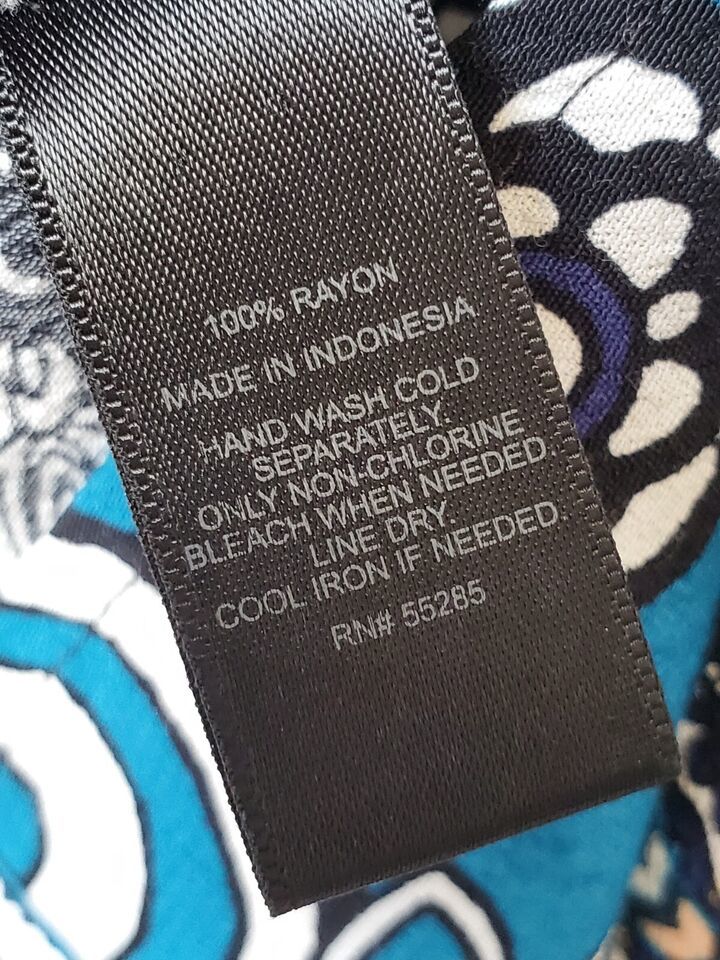 100% RAYON
MADE IN INDONESIA
HAND WASH COLD
SEPARATELY.
ONLY NON-CHLORINE
BLEACH WHEN NEEDED.
LINE DRY.
COOL IRON IF NEEDED.
RN# 55285